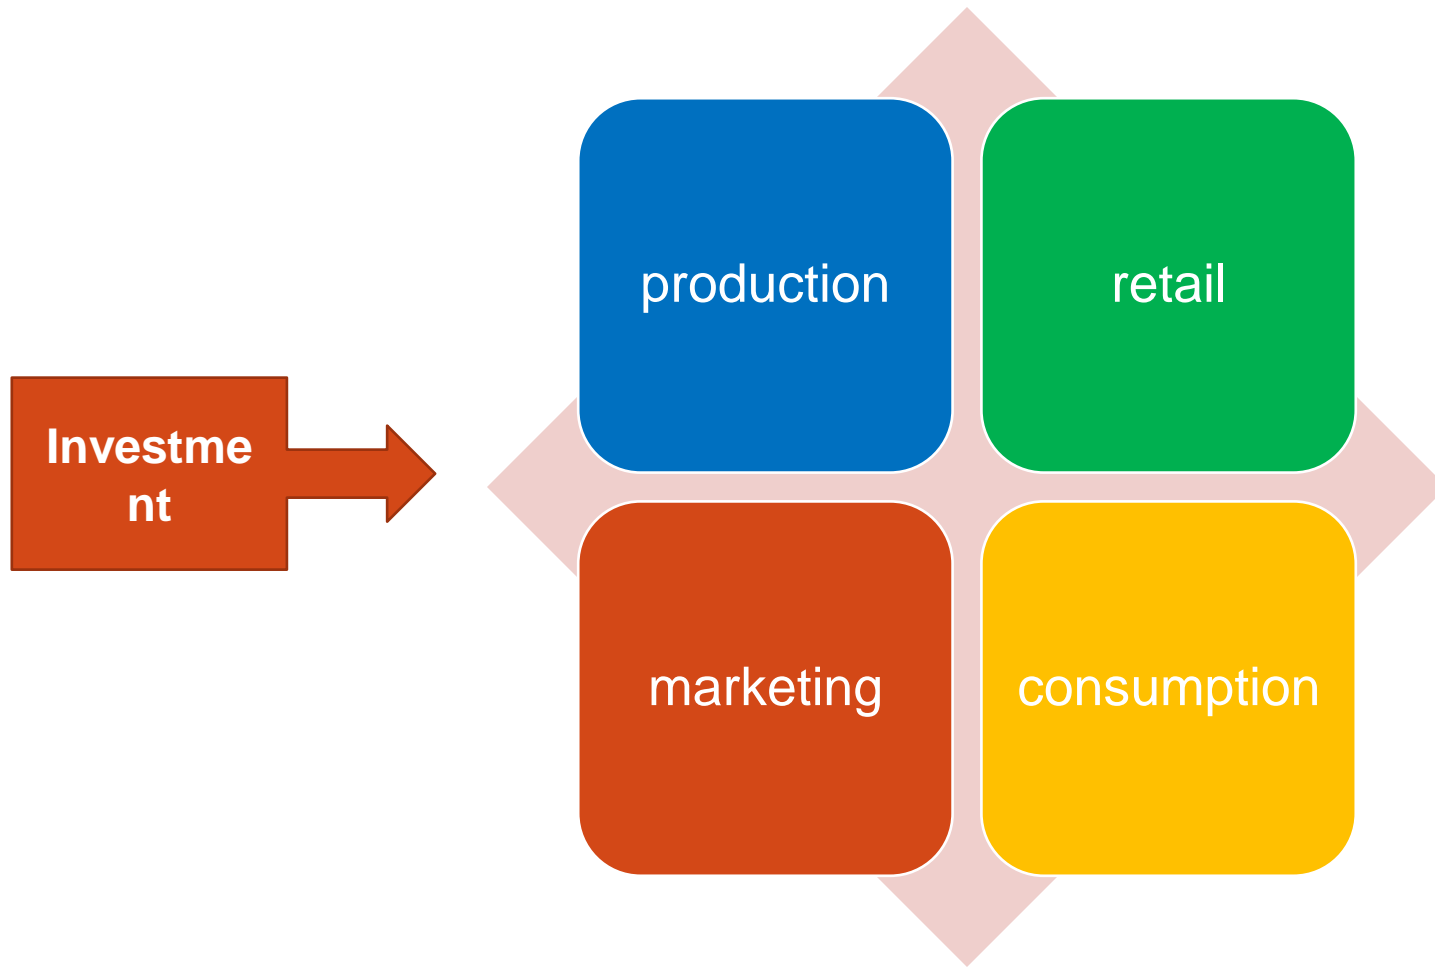 production
retail
Investme
nt
marketing
consumption